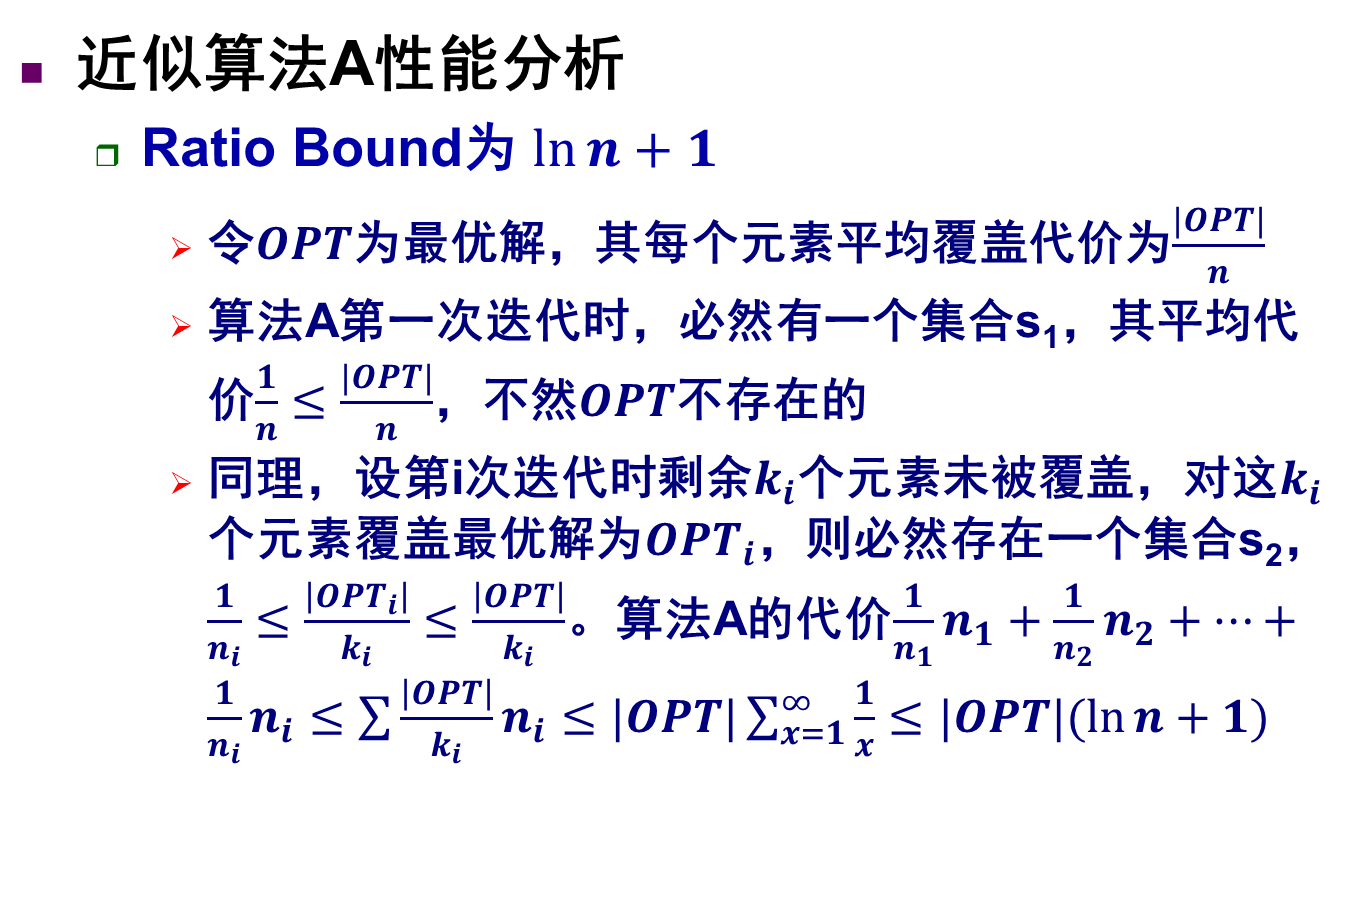 近似算法A性能分析
Ratio Bound为 ln n + 1
令OPT为最优解，其每个元素平均覆盖代价为|OPT|/n
算法A第一次迭代时，必然有一个集合s₁，其平均代
价1/n ≤ |OPT|/n，不然OPT不存在的
同理，设第i次迭代时剩余kᵢ个元素未被覆盖，对这kᵢ
个元素覆盖最优解为OPTᵢ，则必然存在一个集合s₂，
1/nᵢ ≤ |OPTᵢ|/kᵢ ≤ |OPT|/kᵢ。算法A的代价1/n₁ n₁ + 1/n₂ n₂ + ⋯ +
1/nᵢ nᵢ ≤ ∑ |OPT|/kᵢ nᵢ ≤ |OPT| ∑_{x=1}^{∞} 1/x ≤ |OPT|(ln n + 1)